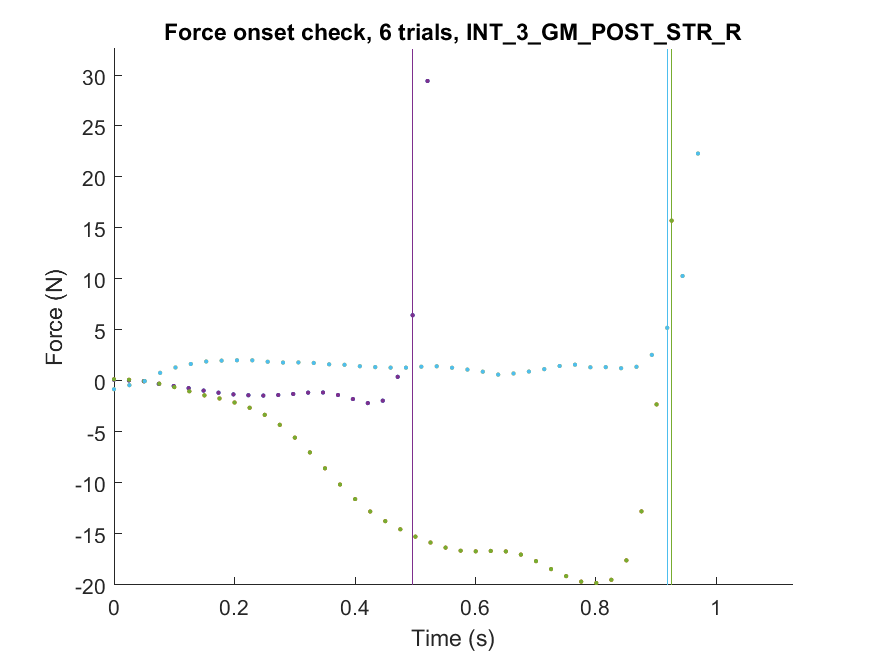 Force onset check, 6 trials, INT_3_GM_POST_STR_R
30
25
20
15
10
5
0
-5
-10
-15
-20
Force (N)
0 0.2 0.4 0.6 0.8 1
Time (s)